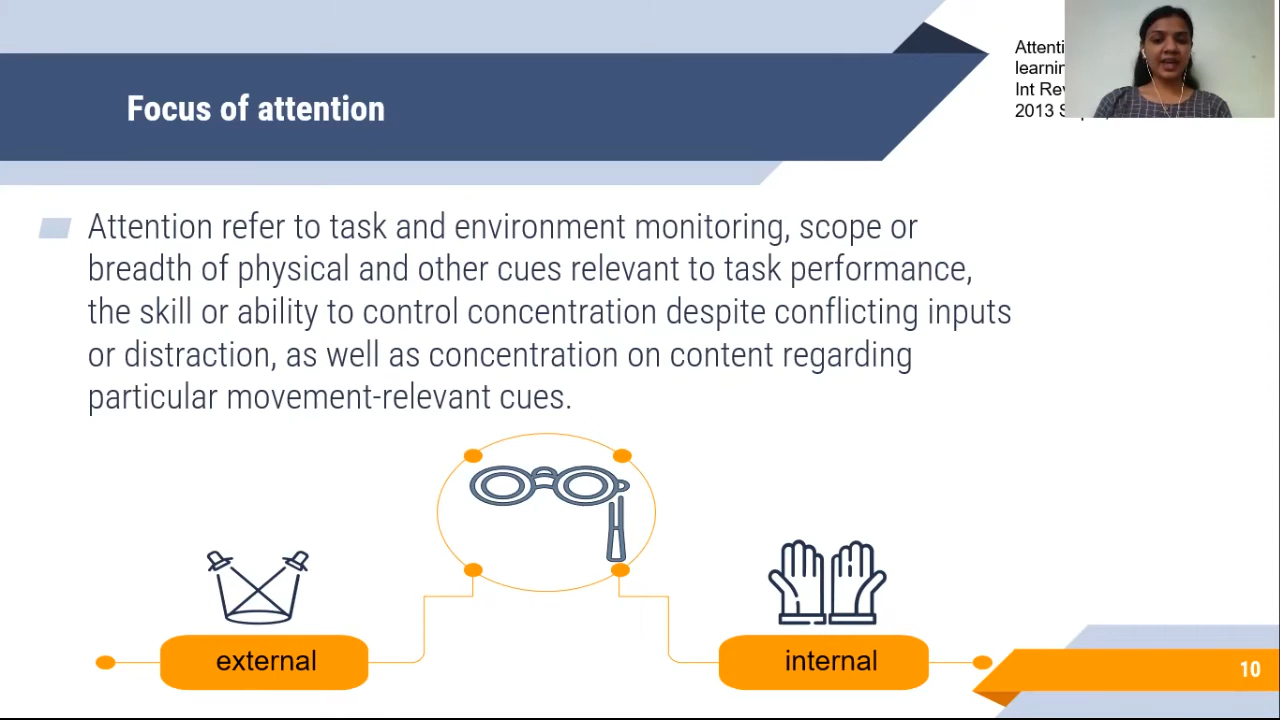 Focus of attention
Attenti
learnin
Int Rev
2013 S
Attention refer to task and environment monitoring, scope or
breadth of physical and other cues relevant to task performance,
the skill or ability to control concentration despite conflicting inputs
or distraction, as well as concentration on content regarding
particular movement-relevant cues.
external
internal
10